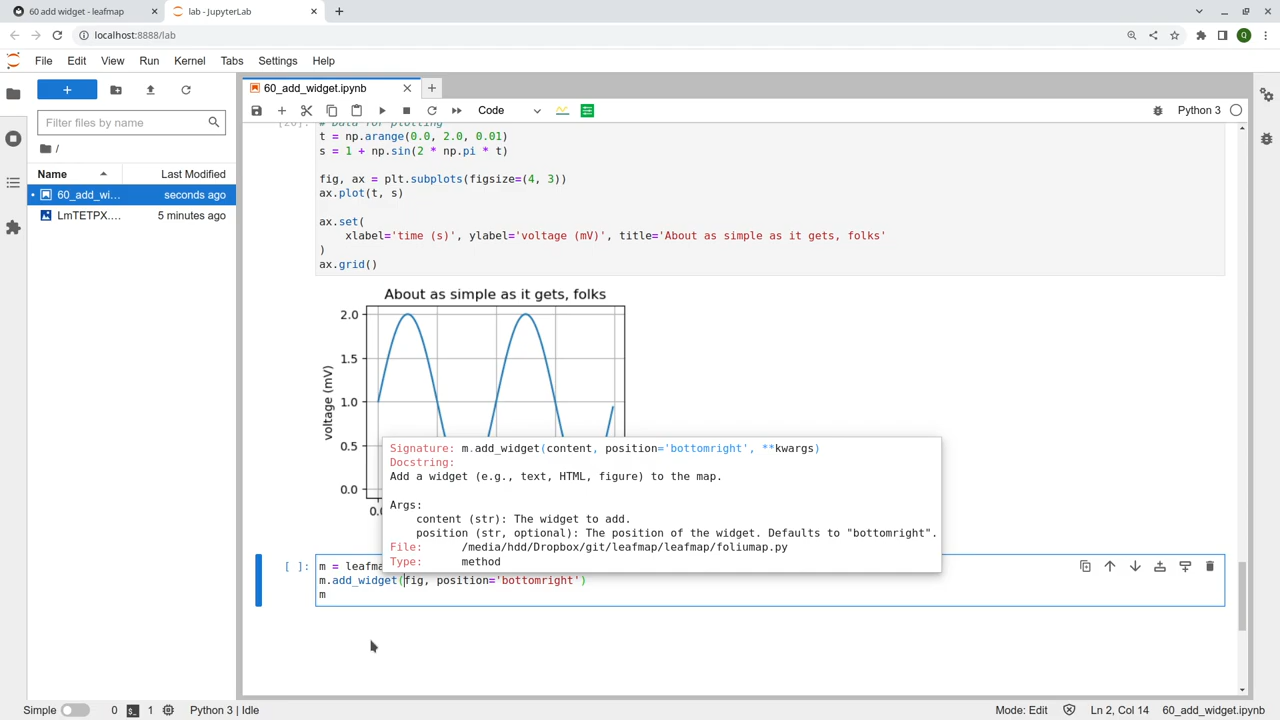 60 add widget - leafmap
lab - JupyterLab
localhost:8888/lab
Q
File Edit View Run Kernel Tabs Settings Help
Filter files by name
/
Name Last Modified
60_add_wi… seconds ago
LmTETPX.… 5 minutes ago
60_add_widget.ipynb
Code
Python 3
[20]: # Data for plotting
t = np.arange(0.0, 2.0, 0.01)
s = 1 + np.sin(2 * np.pi * t)
fig, ax = plt.subplots(figsize=(4, 3))
ax.plot(t, s)
ax.set(
xlabel='time (s)', ylabel='voltage (mV)', title='About as simple as it gets, folks'
)
ax.grid()
About as simple as it gets, folks
2.0
1.5
1.0
0.5
0.0
voltage (mV)
0.
Signature: m.add_widget(content, position='bottomright', **kwargs)
Docstring:
Add a widget (e.g., text, HTML, figure) to the map.
Args:
content (str): The widget to add.
position (str, optional): The position of the widget. Defaults to "bottomright".
File: /media/hdd/Dropbox/git/leafmap/leafmap/foliumap.py
Type: method
[ ]: m = leafma
m.add_widget(fig, position='bottomright')
m
Simple 0 1 Python 3 | Idle
Mode: Edit Ln 2, Col 14 60_add_widget.ipynb